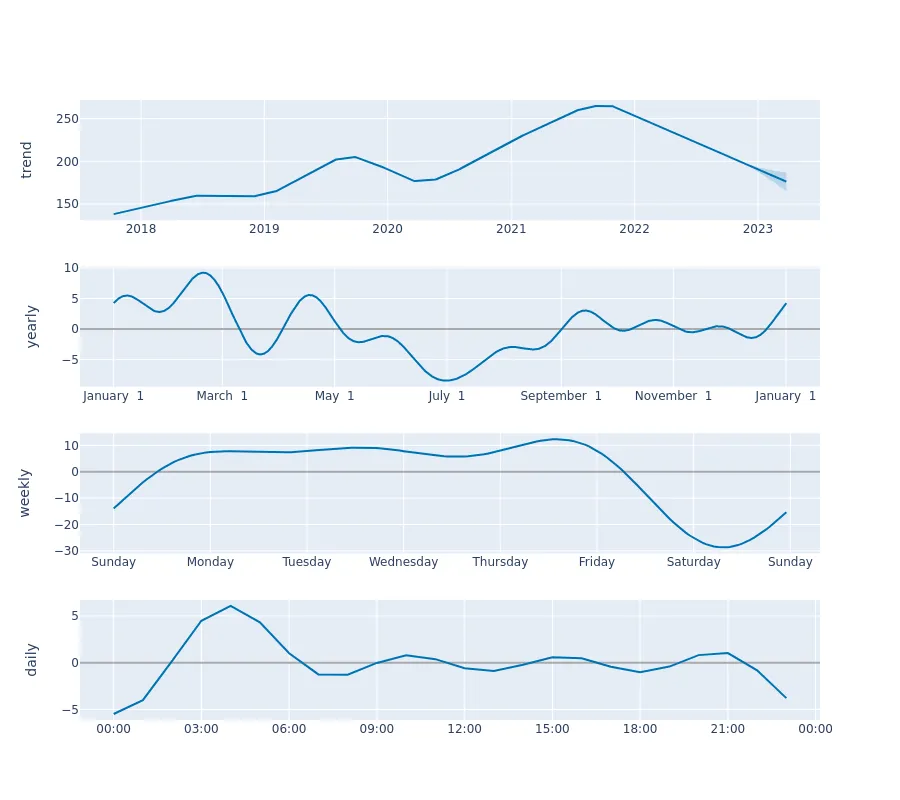 trend
250
200
150
2018 2019 2020 2021 2022 2023
yearly
10
5
0
−5
January 1 March 1 May 1 July 1 September 1 November 1 January 1
weekly
10
0
−10
−20
−30
Sunday Monday Tuesday Wednesday Thursday Friday Saturday Sunday
daily
5
0
−5
00:00 03:00 06:00 09:00 12:00 15:00 18:00 21:00 00:00